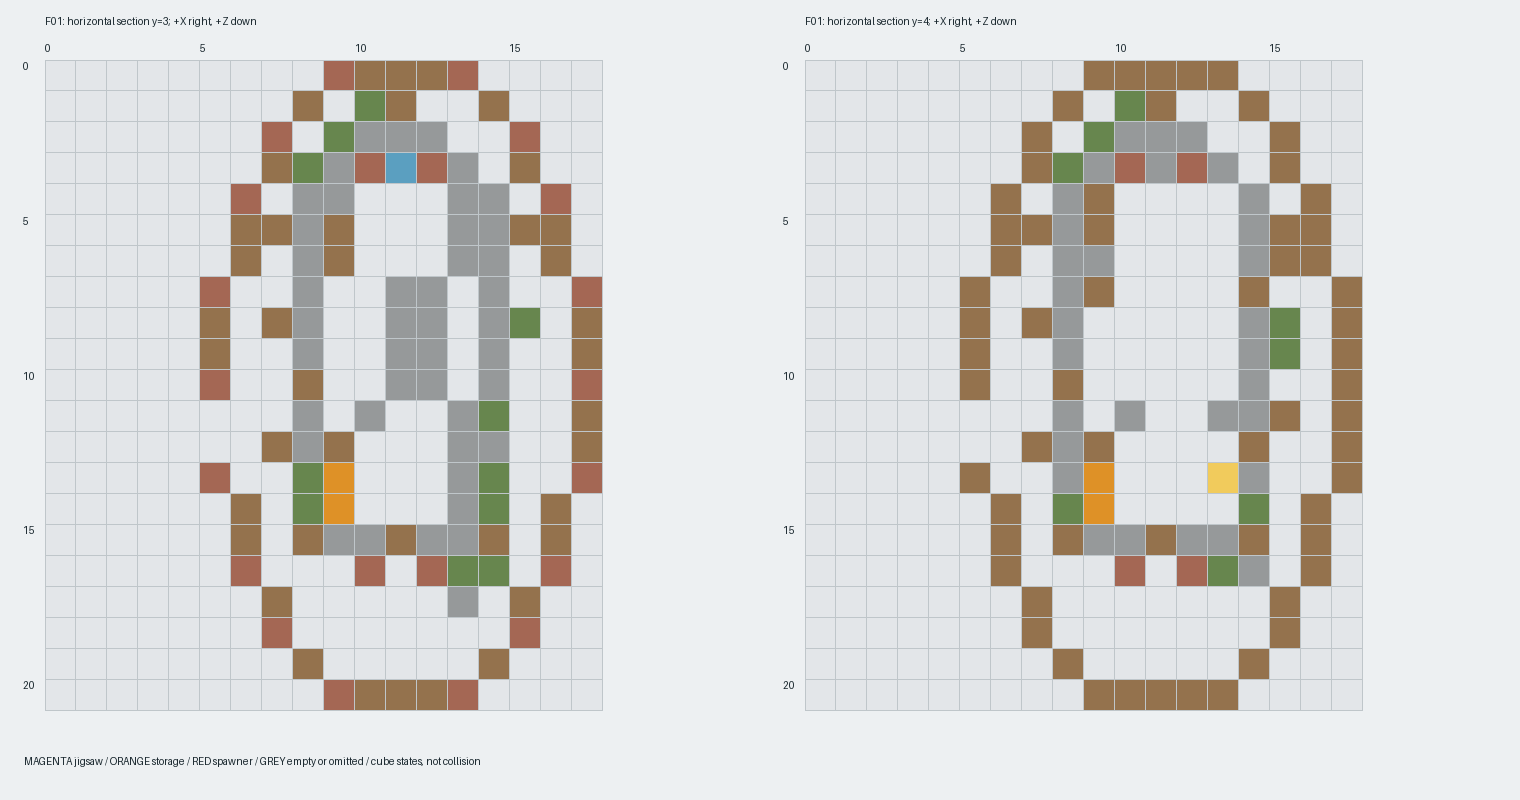 F01: horizontal section y=3; +X right, +Z down
F01: horizontal section y=4; +X right, +Z down
0 5 10 15
0 5 10 15
0
0
5
5
10
10
15
15
20
20
MAGENTA jigsaw / ORANGE storage / RED spawner / GREY empty or omitted / cube states, not collision